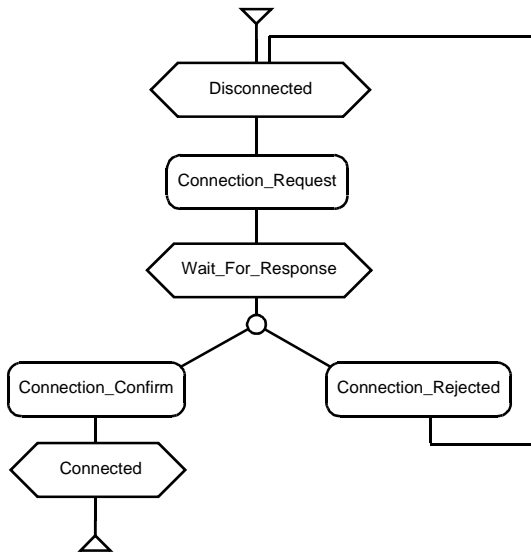 Disconnected
Connection_Request
Wait_For_Response
Connection_Confirm
Connection_Rejected
Connected